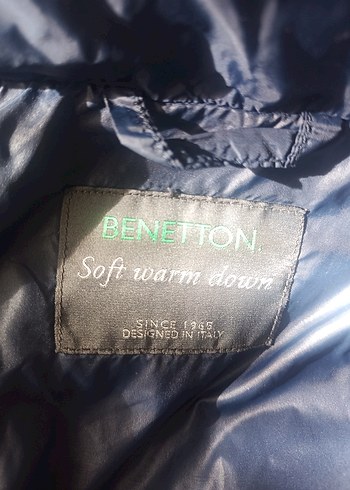 BENETTON
Soft warm down
SINCE 1965
DESIGNED IN ITALY